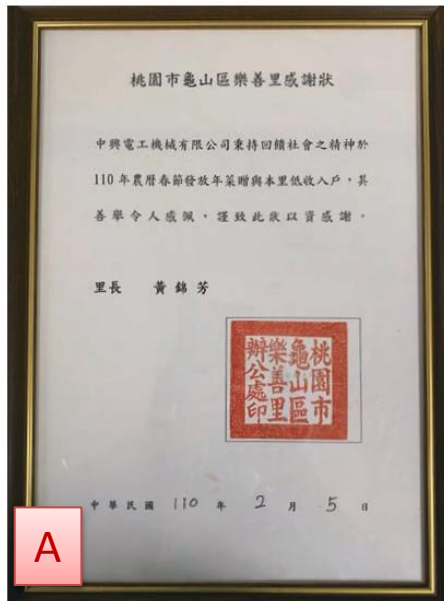 桃園市龜山區樂善里感謝狀
中興電工機械有限公司秉持回饋社會之精神於
110年農曆春節發放年菜贈與本里低收入戶，其
善舉令人感佩，謹致此狀以資感謝。
里長 黃錦芳
桃園市
龜山區
樂善里
辦公處印
中華民國 110 年 2 月 5 日
A